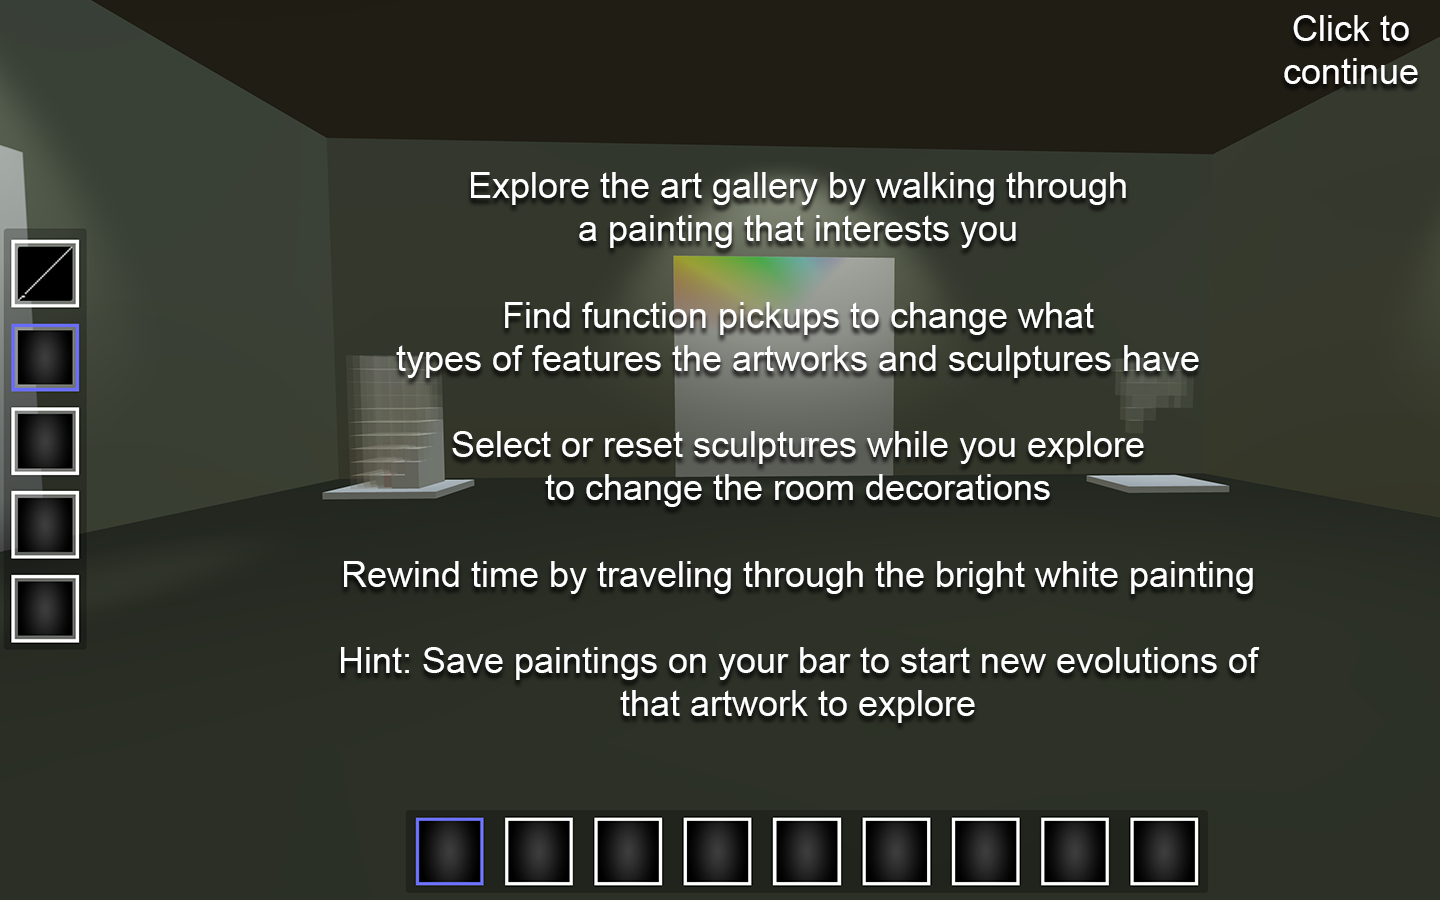 Click to
continue
Explore the art gallery by walking through
a painting that interests you
Find function pickups to change what
types of features the artworks and sculptures have
Select or reset sculptures while you explore
to change the room decorations
Rewind time by traveling through the bright white painting
Hint: Save paintings on your bar to start new evolutions of
that artwork to explore